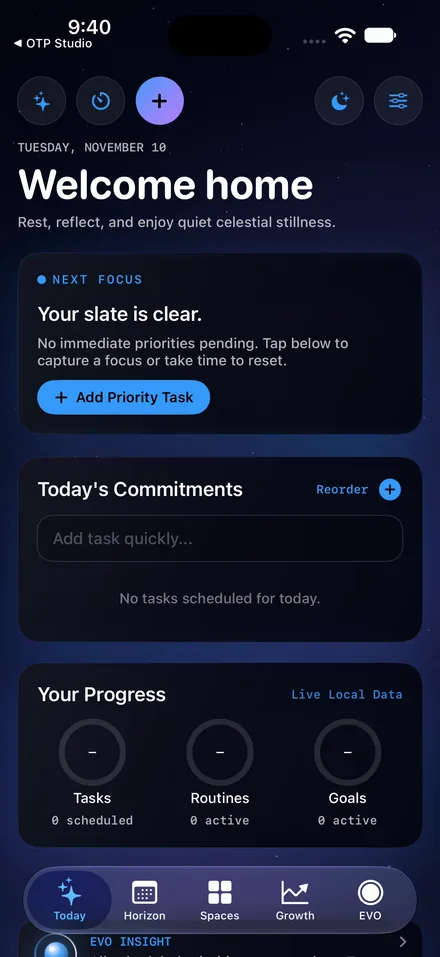 9:40
◀ OTP Studio
TUESDAY, NOVEMBER 10
Welcome home
Rest, reflect, and enjoy quiet celestial stillness.
NEXT FOCUS
Your slate is clear.
No immediate priorities pending. Tap below to
capture a focus or take time to reset.
+ Add Priority Task
Today's Commitments
Reorder
Add task quickly...
No tasks scheduled for today.
Your Progress
Live Local Data
– – –
Tasks Routines Goals
0 scheduled 0 active 0 active
Today Horizon Spaces Growth EVO
EVO INSIGHT